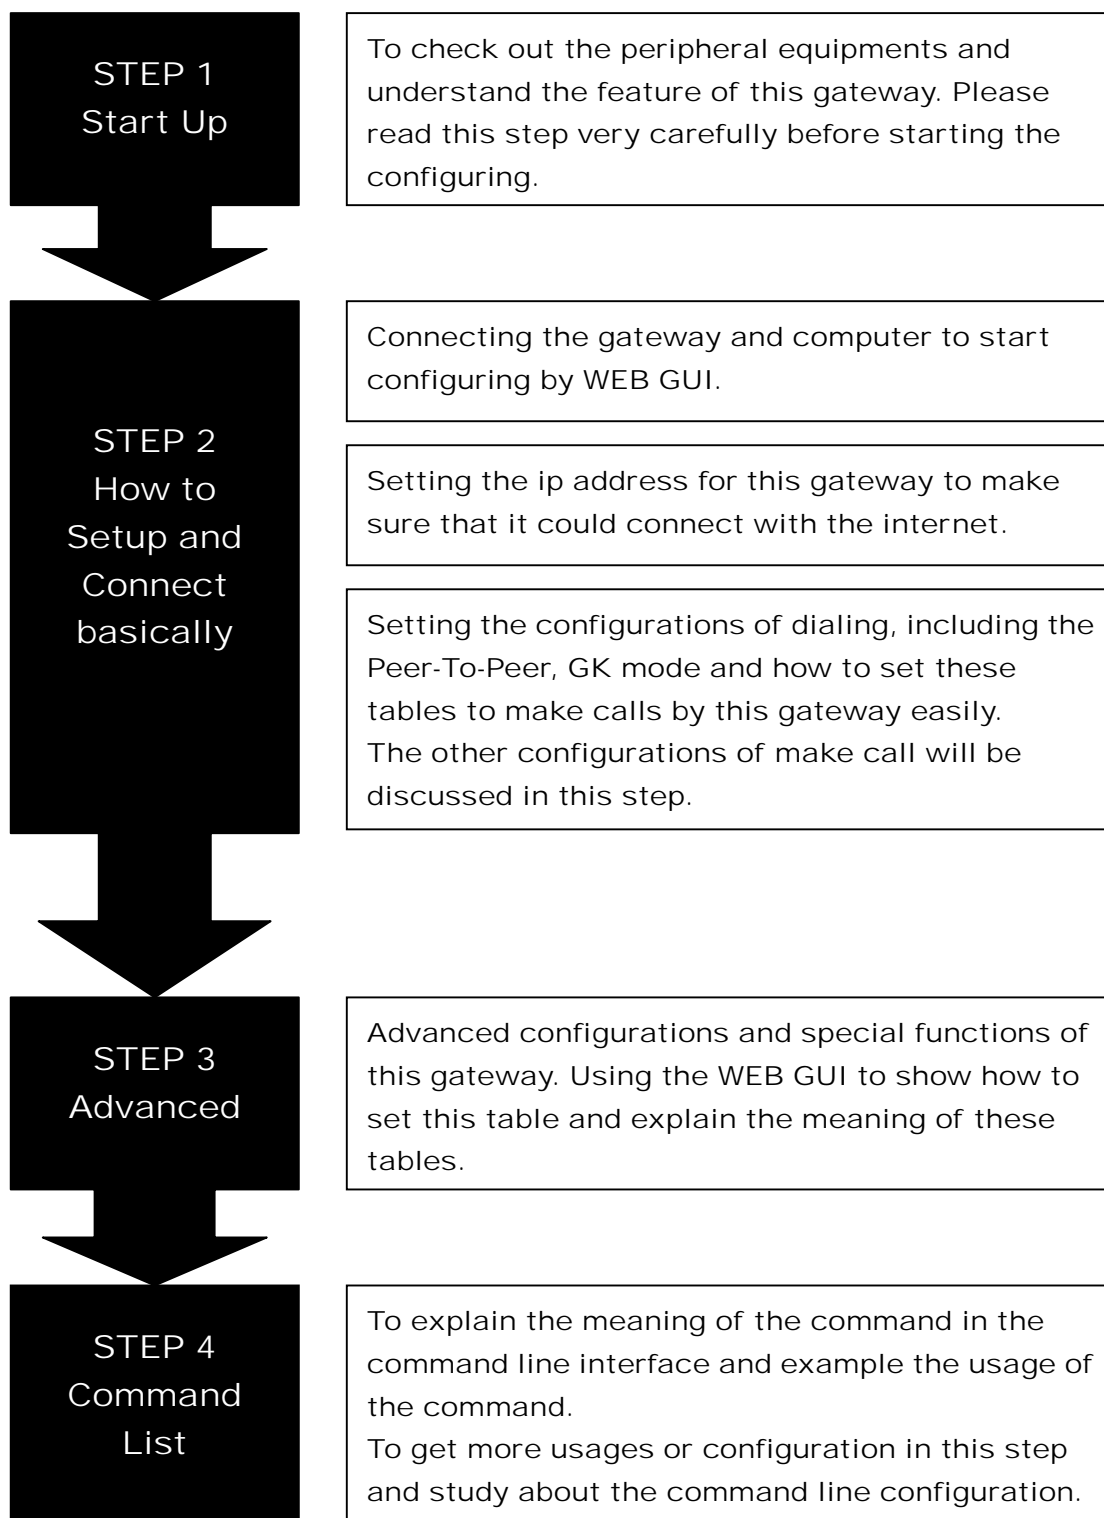 STEP 1
Start Up
To check out the peripheral equipments and
understand the feature of this gateway. Please
read this step very carefully before starting the
configuring.
STEP 2
How to
Setup and
Connect
basically
Connecting the gateway and computer to start
configuring by WEB GUI.
Setting the ip address for this gateway to make
sure that it could connect with the internet.
Setting the configurations of dialing, including the
Peer-To-Peer, GK mode and how to set these
tables to make calls by this gateway easily.
The other configurations of make call will be
discussed in this step.
STEP 3
Advanced
Advanced configurations and special functions of
this gateway. Using the WEB GUI to show how to
set this table and explain the meaning of these
tables.
STEP 4
Command
List
To explain the meaning of the command in the
command line interface and example the usage of
the command.
To get more usages or configuration in this step
and study about the command line configuration.